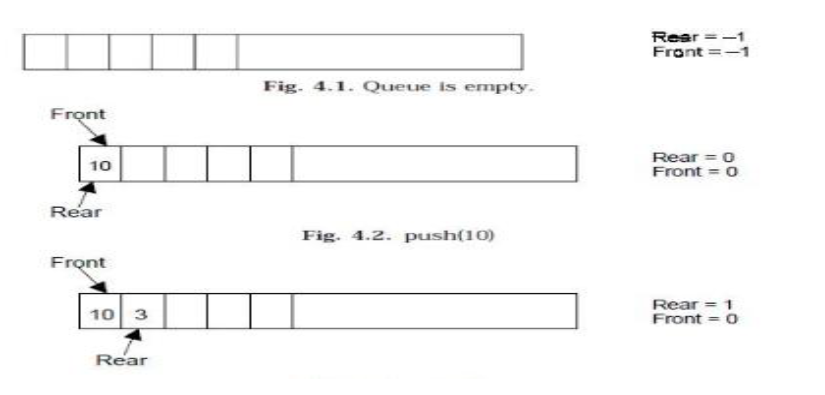 Rear = –1
Front = –1
Fig. 4.1. Queue is empty.
Front
10
Rear = 0
Front = 0
Rear
Fig. 4.2. push(10)
Front
10 3
Rear = 1
Front = 0
Rear